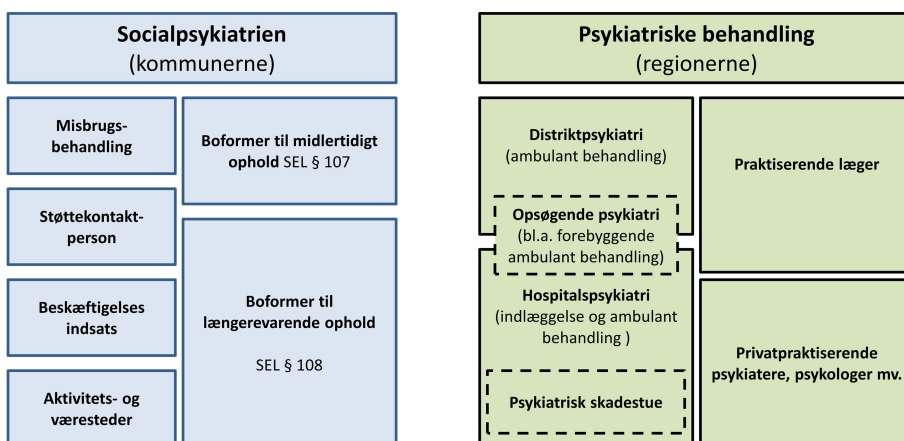 Socialpsykiatrien
(kommunerne)
Misbrugs-
behandling
Støttekontakt-
person
Beskæftigelses
indsats
Aktivitets- og
væresteder
Boformer til midlertidigt
ophold SEL § 107
Boformer til
længerevarende ophold
SEL § 108
Psykiatriske behandling
(regionerne)
Distriktpsykiatri
(ambulant behandling)
Opsøgende psykiatri
(bl.a. forebyggende
ambulant behandling)
Hospitalspsykiatri
(indlæggelse og ambulant
behandling )
Psykiatrisk skadestue
Praktiserende læger
Privatpraktiserende
psykiatere, psykologer mv.